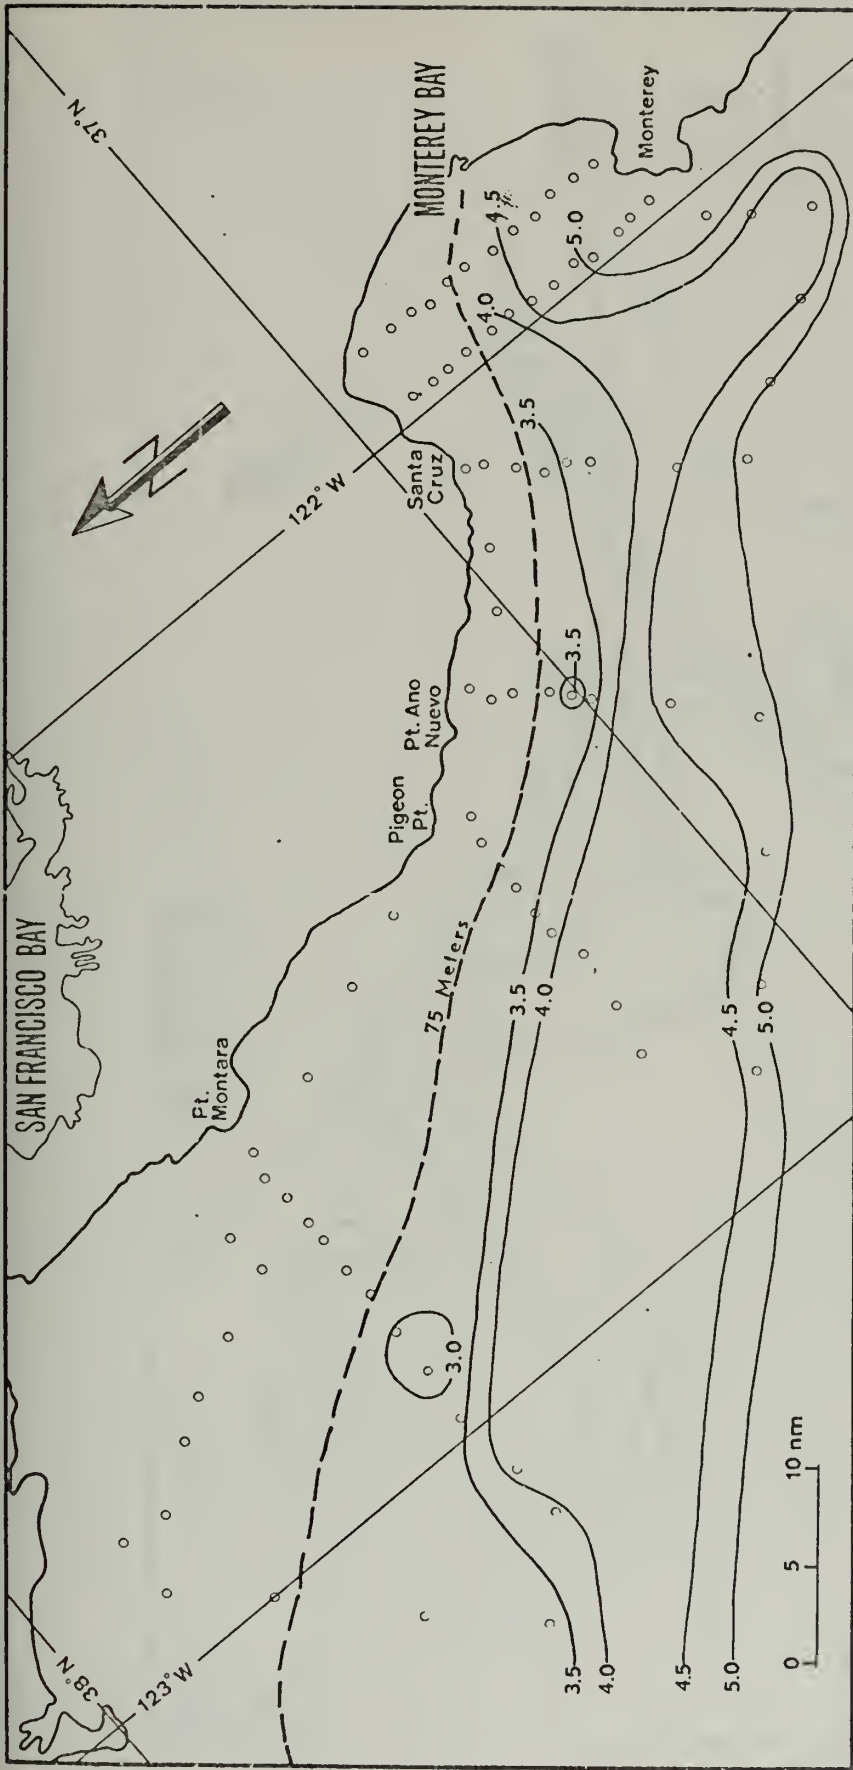 SAN FRANCISCO BAY
MONTEREY BAY
37°N
38°N
122°W
123°W
N
Pt.
Montara
Pigeon
Pt.
Pt. Ano
Nuevo
Santa
Cruz
Monterey
75 Meters
3.5
4.0
4.5
5.0
3.5
4.0
4.5
5.0
3.0
3.5
3.5
4.0
4.5
5.0
0 5 10 nm